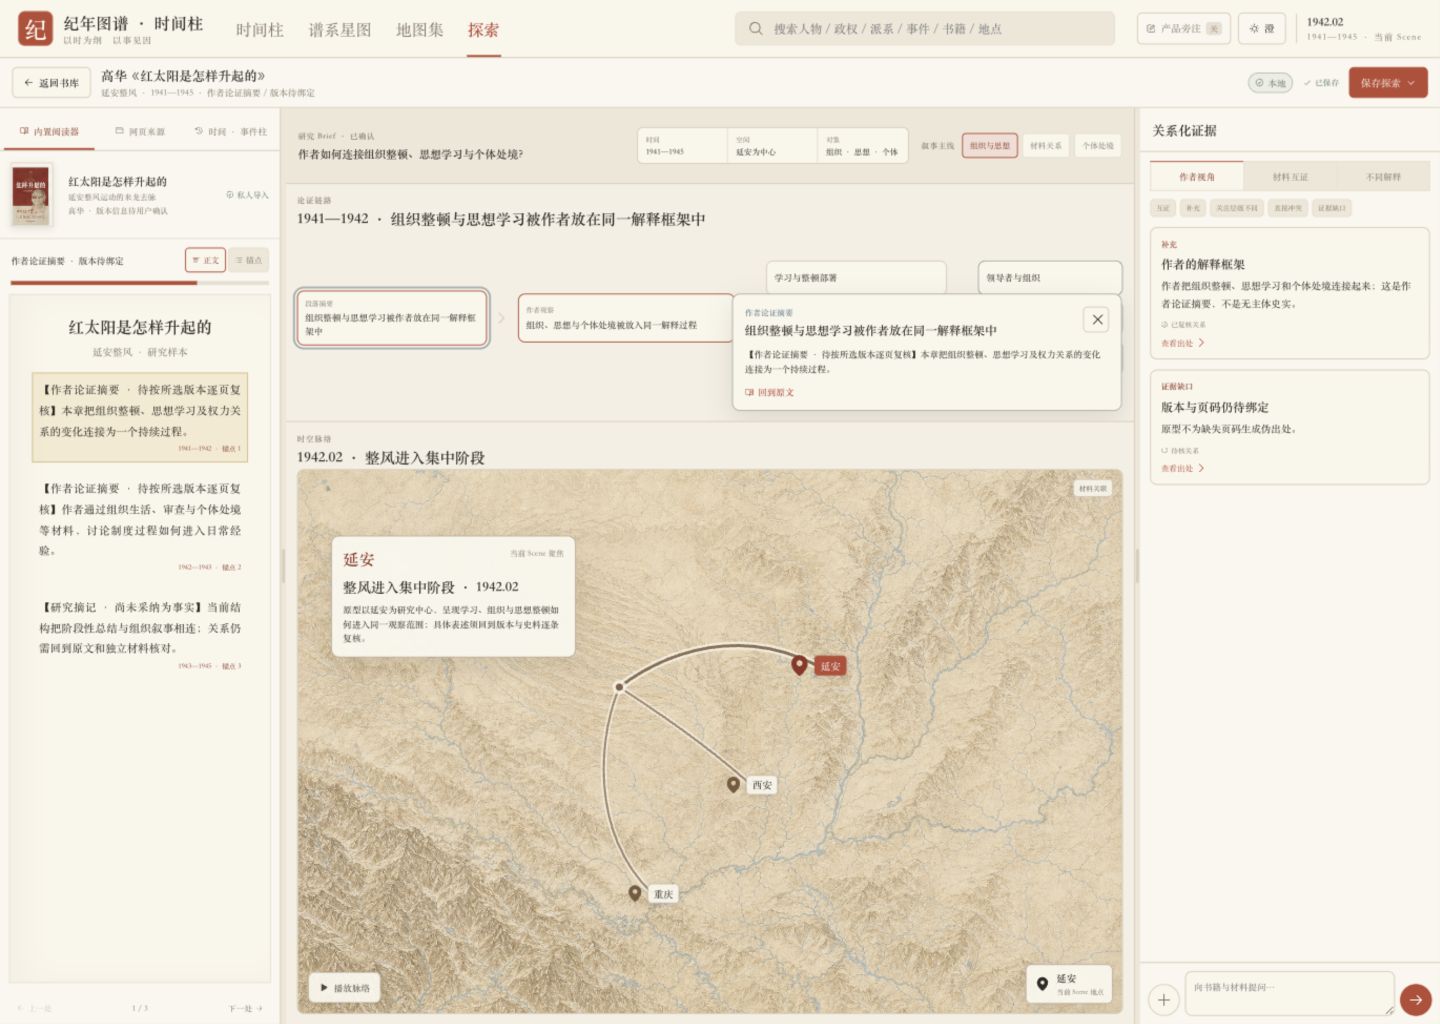 纪
纪年图谱 · 时间柱
以时为纲 以事见因
时间柱 谱系星图 地图集 探索
搜索人物 / 政权 / 派系 / 事件 / 书籍 / 地点
产品旁注 关
澄
1942.02
1941—1945 · 当前 Scene
← 返回书库
高华《红太阳是怎样升起的》
延安整风 · 1941—1945 · 作者论证摘要 / 版本待绑定
本地
已保存
保存探索
内置阅读器 网页来源 时间 · 事件柱
红太阳是怎样升起的
延安整风运动的来龙去脉
高华 · 版本信息待用户确认
私人导入
作者论证摘要 · 版本待绑定
正文 锚点
红太阳是怎样升起的
延安整风 · 研究样本
【作者论证摘要 · 待按所选版本逐页复
核】本章把组织整顿、思想学习及权力关
系的变化连接为一个持续过程。
1941—1942 · 锚点 1
【作者论证摘要 · 待按所选版本逐页复
核】作者通过组织生活、审查与个体处境
等材料，讨论制度过程如何进入日常经
验。
1942—1943 · 锚点 2
【研究摘记 · 尚未采纳为事实】当前结
构把阶段性总结与组织叙事相连；关系仍
需回到原文和独立材料核对。
1943—1945 · 锚点 3
← 上一处
1 / 3
下一处 →
研究 Brief · 已确认
作者如何连接组织整顿、思想学习与个体处境?
时间
1941—1945
空间
延安为中心
对象
组织 · 思想 · 个体
叙事主线
组织与思想
材料关系
个体处境
论证链路
1941—1942 · 组织整顿与思想学习被作者放在同一解释框架中
段落摘要
组织整顿与思想学习被作者放在同一解释框
架中
作者观察
组织、思想与个体处境被放入同一解释过程
学习与整顿部署
领导者与组织
作者论证摘要
组织整顿与思想学习被作者放在同一解释框架中
【作者论证摘要 · 待按所选版本逐页复核】本章把组织整顿、思想学习及权力关系的变化
连接为一个持续过程。
回到原文
时空脉络
1942.02 · 整风进入集中阶段
材料关联
延安
当前 Scene 聚焦
整风进入集中阶段 · 1942.02
原型以延安为研究中心，呈现学习、组织与思想整顿如
何进入同一观察范围；具体表述须回到版本与史料逐条
复核。
延安
西安
重庆
播放脉络
延安
当前 Scene 地点
关系化证据
作者视角 材料互证 不同解释
互证 补充 关注层级不同 直接冲突 证据缺口
补充
作者的解释框架
作者把组织整顿、思想学习和个体处境连接起来；这是作
者论证摘要，不是无主体史实。
已复核关系
查看出处
证据缺口
版本与页码仍待绑定
原型不为缺失页码生成伪出处。
待核关系
查看出处
向书籍与材料提问…